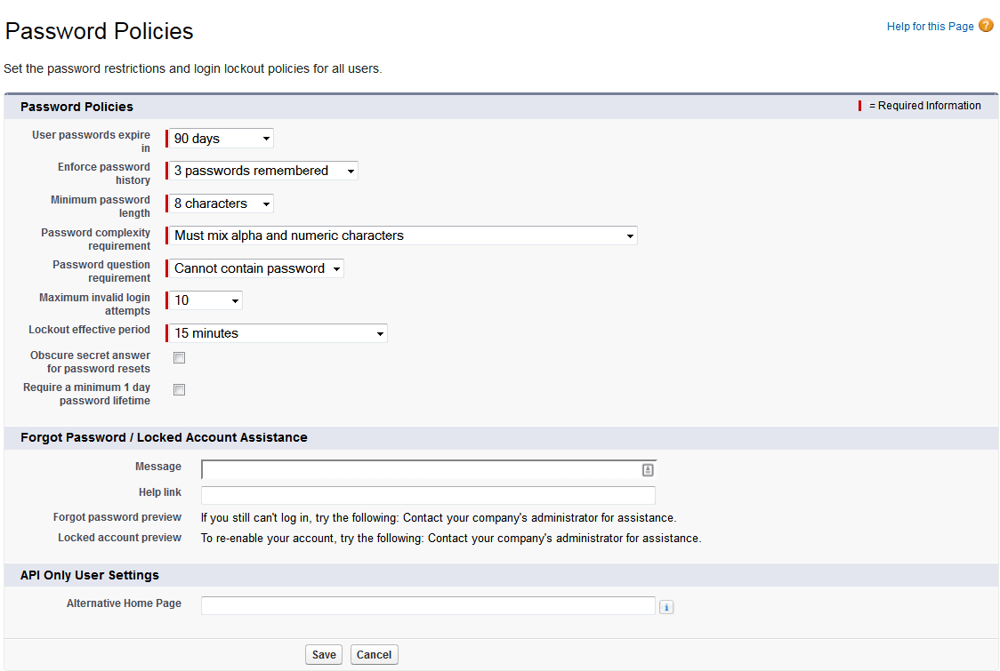 Password Policies
Help for this Page ?
Set the password restrictions and login lockout policies for all users.
Password Policies
= Required Information
User passwords expire
in
90 days
Enforce password
history
3 passwords remembered
Minimum password
length
8 characters
Password complexity
requirement
Must mix alpha and numeric characters
Password question
requirement
Cannot contain password
Maximum invalid login
attempts
10
Lockout effective period
15 minutes
Obscure secret answer
for password resets
Require a minimum 1 day
password lifetime
Forgot Password / Locked Account Assistance
Message
Help link
Forgot password preview
If you still can't log in, try the following: Contact your company's administrator for assistance.
Locked account preview
To re-enable your account, try the following: Contact your company's administrator for assistance.
API Only User Settings
Alternative Home Page
i
Save
Cancel